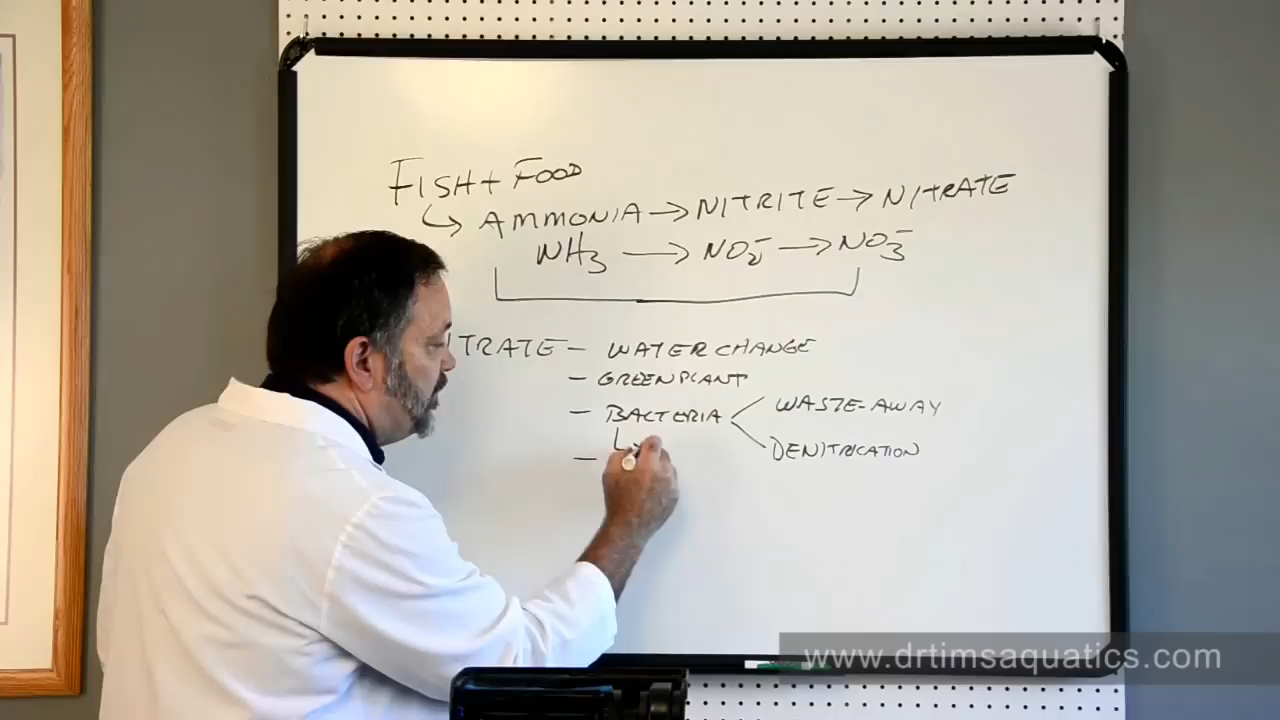 FISH + FOOD
↳ AMMONIA → NITRITE → NITRATE
NH3 → NO2- → NO3-
TRATE - WATER CHANGE
- GREEN PLANT
- BACTERIA < WASTE-AWAY
DENITRICATION
-
www.drtimsaquatics.com